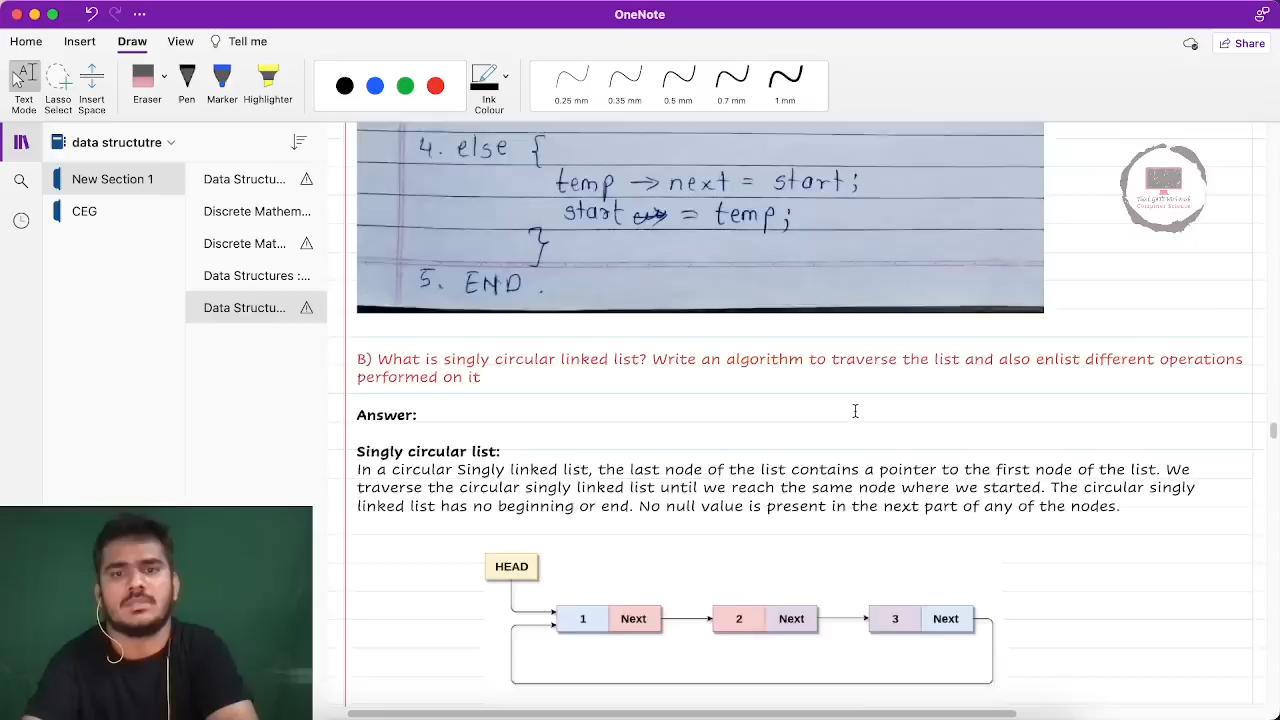 OneNote
Home
Insert
Draw
View
Tell me
Share
Text Mode
Lasso Select
Insert Space
Eraser
Pen
Marker
Highlighter
Ink Colour
0.25 mm
0.35 mm
0.5 mm
0.7 mm
1 mm
data structutre
New Section 1
CEG
Data Structu...
Discrete Mathem...
Discrete Mat...
Data Structures :...
Data Structu...
4. else {
temp → next = start;
start = temp;
}
5. END .
Computer Science
B) What is singly circular linked list? Write an algorithm to traverse the list and also enlist different operations
performed on it
Answer:
Singly circular list:
In a circular Singly linked list, the last node of the list contains a pointer to the first node of the list. We
traverse the circular singly linked list until we reach the same node where we started. The circular singly
linked list has no beginning or end. No null value is present in the next part of any of the nodes.
HEAD
1 Next 2 Next 3 Next